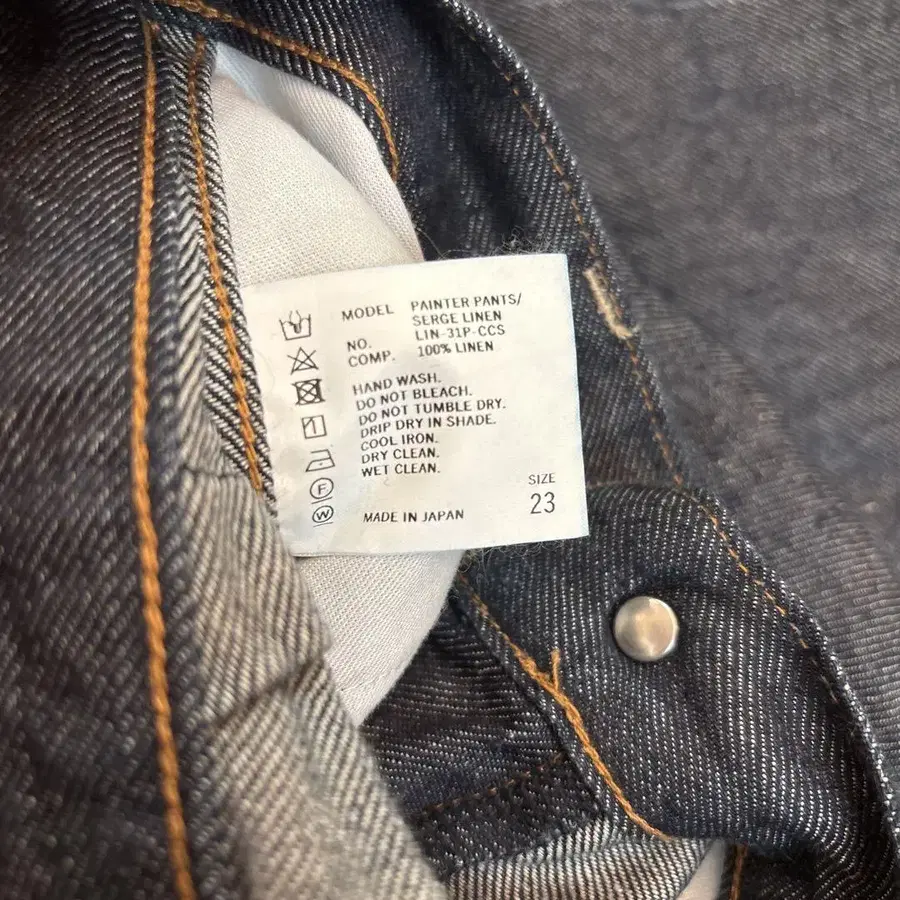 MODEL PAINTER PANTS/
SERGE LINEN
NO. LIN-31P-CCS
COMP. 100% LINEN
HAND WASH.
DO NOT BLEACH.
DO NOT TUMBLE DRY.
DRIP DRY IN SHADE.
COOL IRON.
DRY CLEAN.
WET CLEAN.
F
W
MADE IN JAPAN
SIZE
23